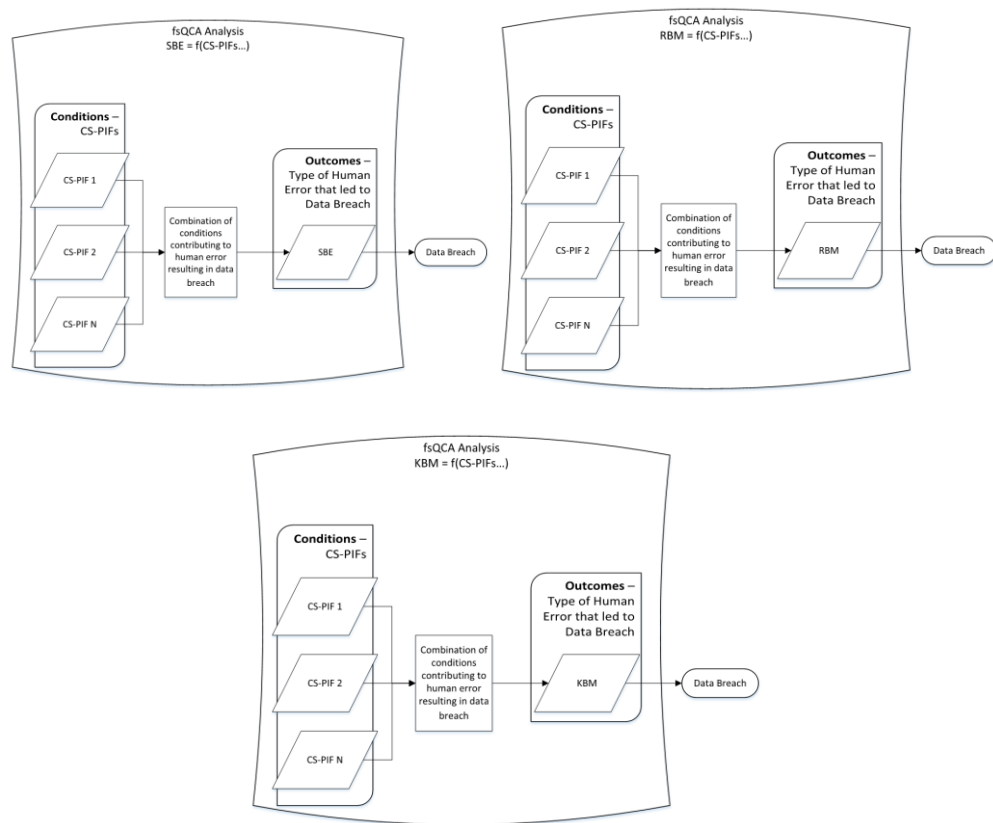 fsQCA Analysis
SBE = f(CS-PIFs...)
Conditions –
CS-PIFs
CS-PIF 1
CS-PIF 2
CS-PIF N
Combination of
conditions
contributing to
human error
resulting in data
breach
Outcomes –
Type of Human
Error that led to
Data Breach
SBE
Data Breach
fsQCA Analysis
RBM = f(CS-PIFs...)
Conditions –
CS-PIFs
CS-PIF 1
CS-PIF 2
CS-PIF N
Combination of
conditions
contributing to
human error
resulting in data
breach
Outcomes –
Type of Human
Error that led to
Data Breach
RBM
Data Breach
fsQCA Analysis
KBM = f(CS-PIFs...)
Conditions –
CS-PIFs
CS-PIF 1
CS-PIF 2
CS-PIF N
Combination of
conditions
contributing to
human error
resulting in data
breach
Outcomes –
Type of Human
Error that led to
Data Breach
KBM
Data Breach